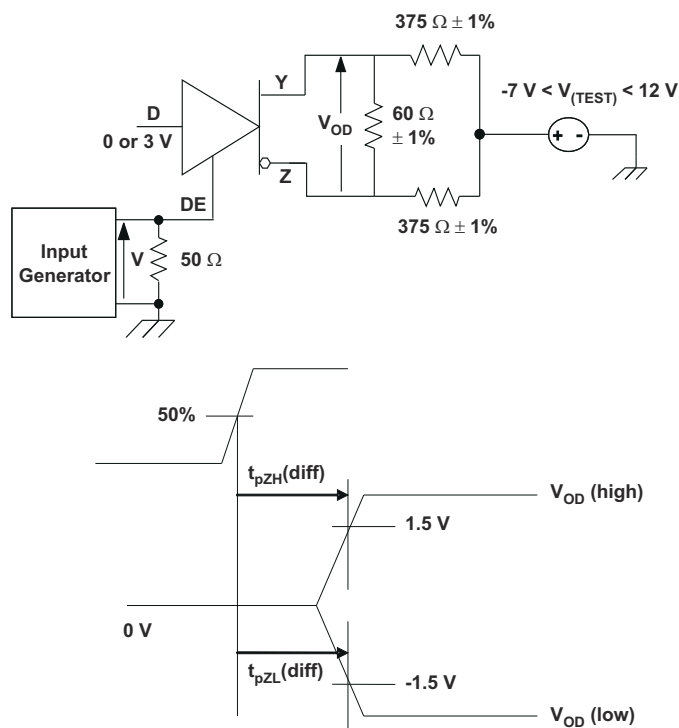 375 Ω ± 1%
Y
-7 V < V(TEST) < 12 V
D
0 or 3 V
VOD
60 Ω
± 1%
+ -
Z
DE
375 Ω ± 1%
Input
Generator
V
50 Ω
50%
tpZH(diff)
VOD (high)
1.5 V
0 V
tpZL(diff)
-1.5 V
VOD (low)